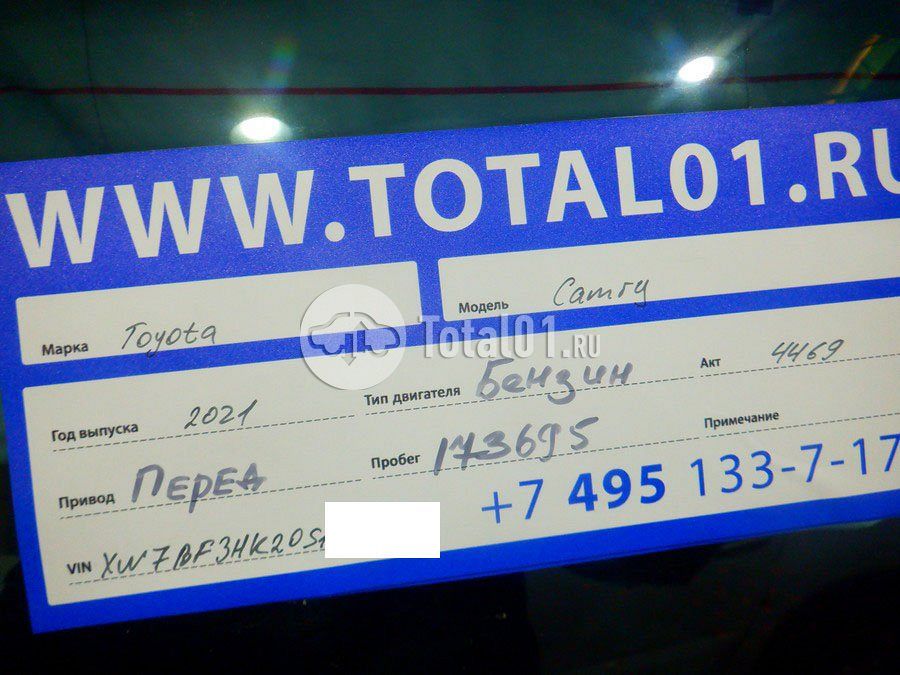 WWW.TOTAL01.RU
Марка Toyota
Модель Camry
Total01.RU
Год выпуска 2021
Тип двигателя Бензин
Акт 4469
Привод ПЕРЕД
Пробег 173695
Примечание
+7 495 133-7-17
VIN XW7BF3HK20S